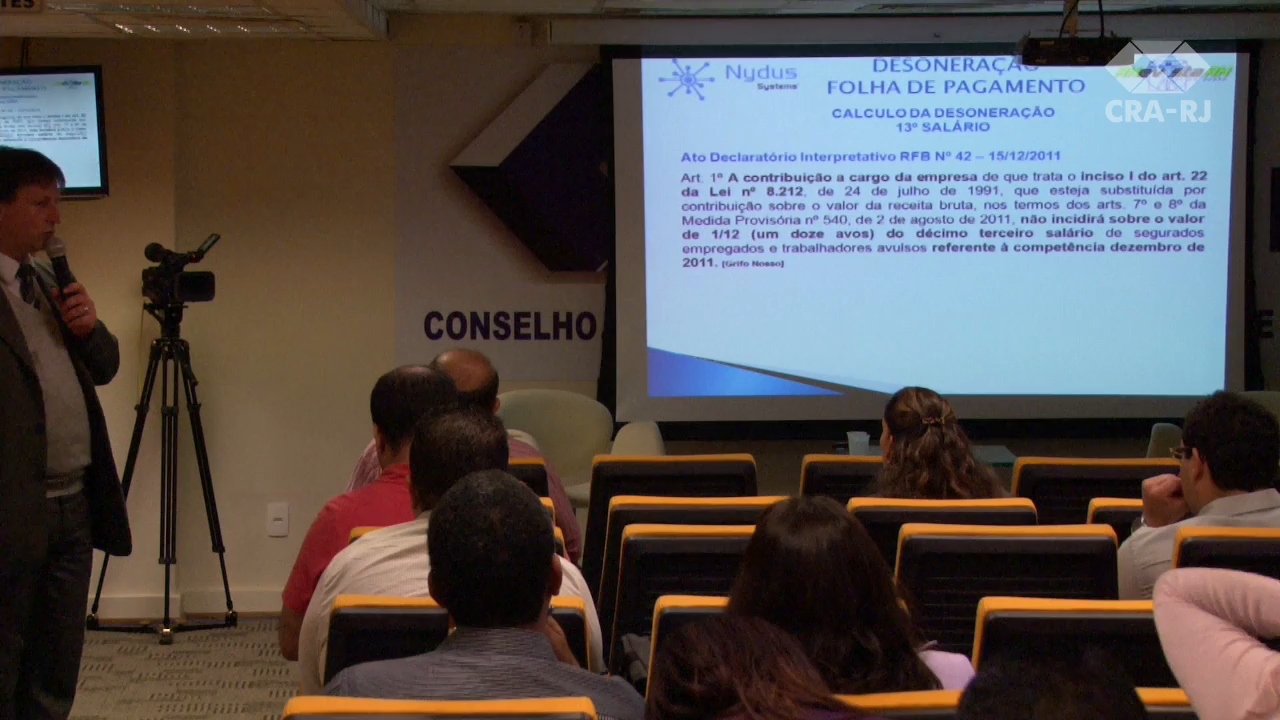 TES
Nydus
Systems
DESONERAÇÃO
FOLHA DE PAGAMENTO
CRA-RJ
CALCULO DA DESONERAÇÃO
13º SALÁRIO
Ato Declaratório Interpretativo RFB Nº 42 – 15/12/2011
Art. 1º A contribuição a cargo da empresa de que trata o inciso I do art. 22
da Lei nº 8.212, de 24 de julho de 1991, que esteja substituída por
contribuição sobre o valor da receita bruta, nos termos dos arts. 7º e 8º da
Medida Provisória nº 540, de 2 de agosto de 2011, não incidirá sobre o valor
de 1/12 (um doze avos) do décimo terceiro salário de segurados
empregados e trabalhadores avulsos referente à competência dezembro de
2011. [Grifo Nosso]
CONSELHO
E